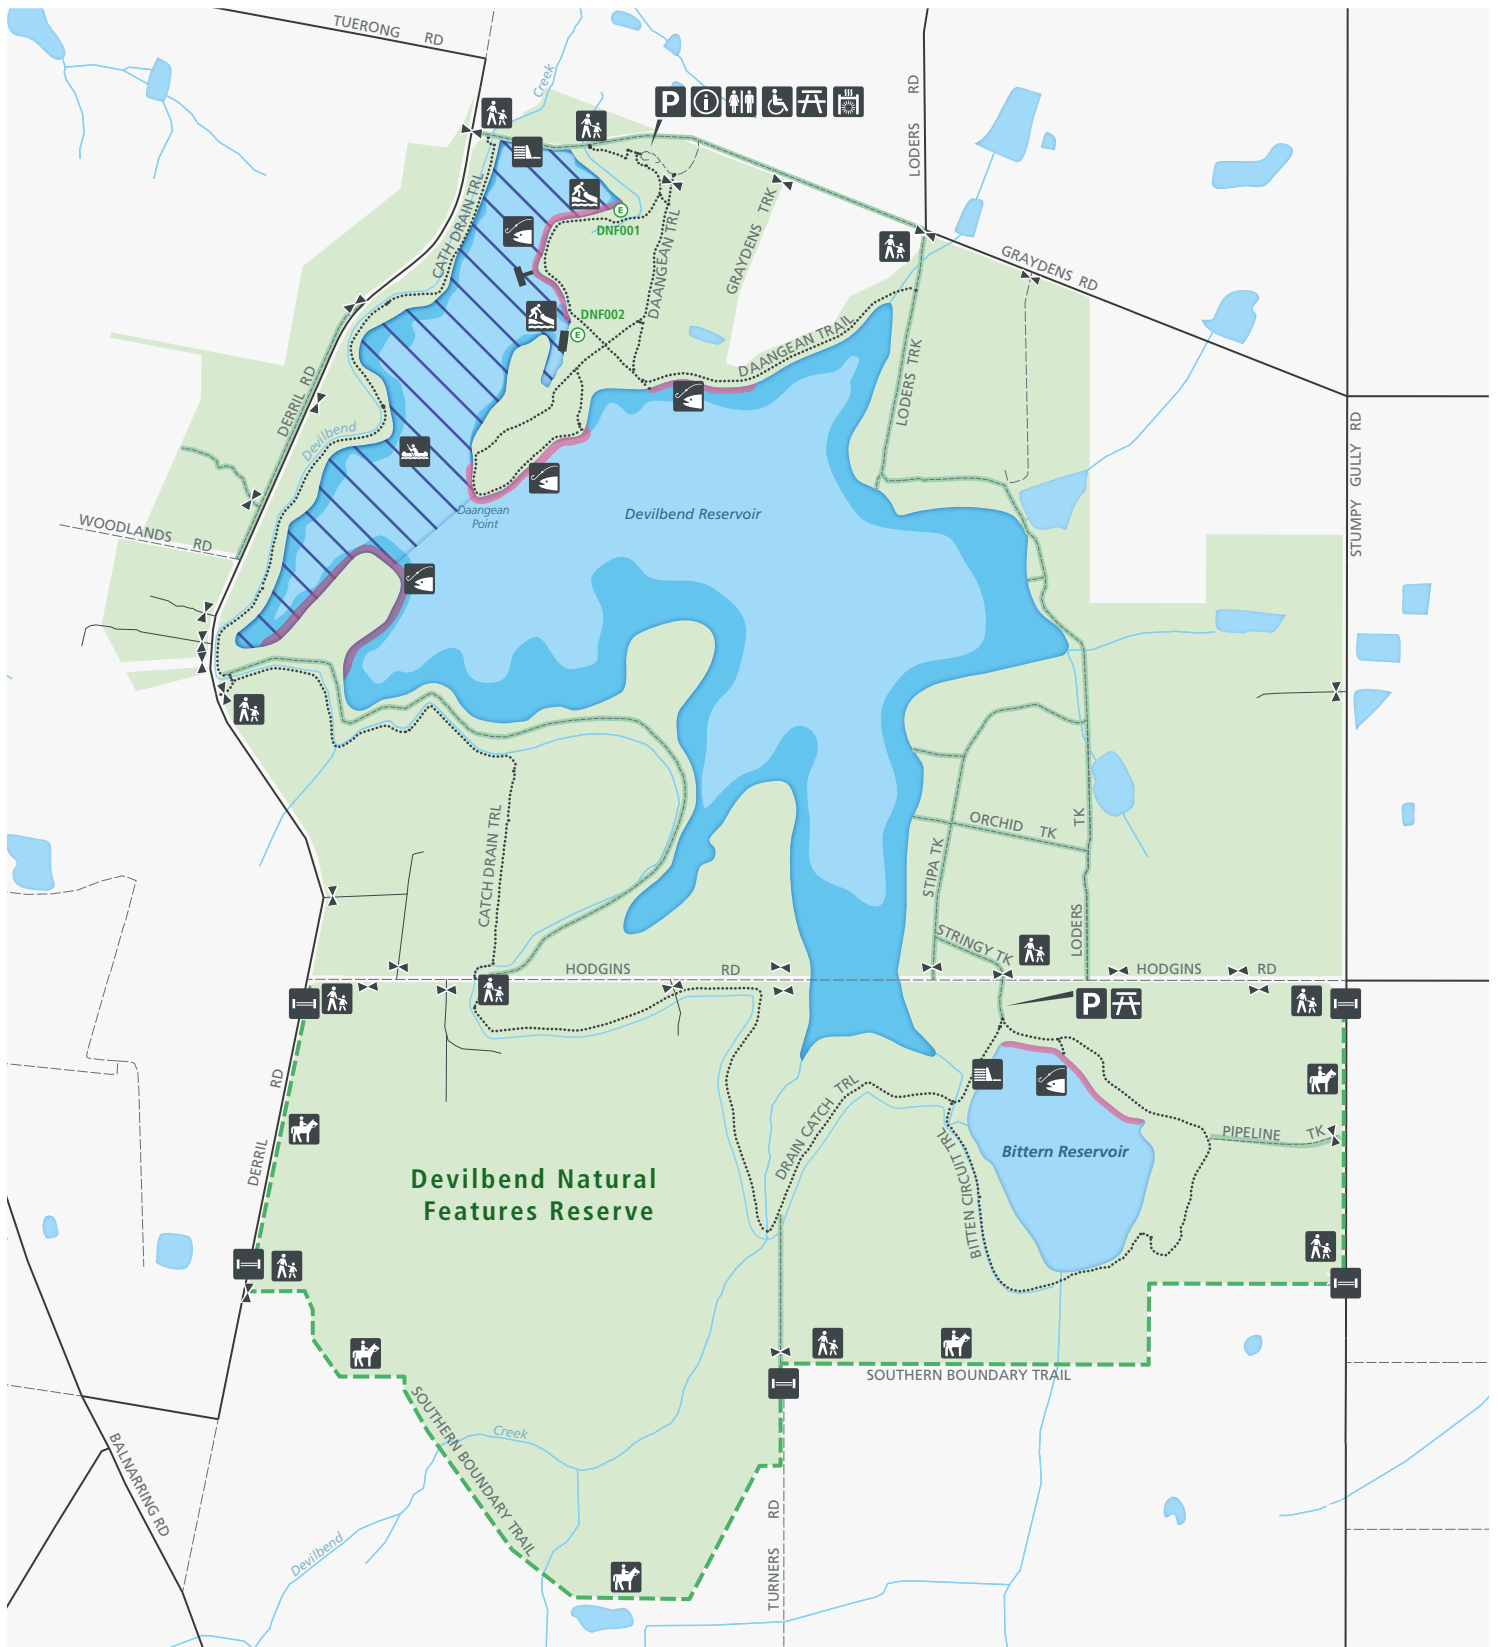 TUERONG RD
Creek
P
LODERS RD
CATH DRAIN TRL
E
DNF001
DAANGEAN TRL
GRAYDENS TRK
GRAYDENS RD
DNF002
E
DAANGEAN TRAIL
LODERS TRK
DERRIL RD
Devilbend
STUMPY GULLY RD
WOODLANDS RD
Daangean
Point
Devilbend Reservoir
CATCH DRAIN TRL
ORCHID TK
STIPA TK
LODERS TK
STRINGY TK
HODGINS RD
HODGINS RD
P
DERRIL RD
DRAIN CATCH TRL
BITTEN CIRCUIT TRL
PIPELINE TK
Bittern Reservoir
Devilbend Natural
Features Reserve
SOUTHERN BOUNDARY TRAIL
SOUTHERN BOUNDARY TRAIL
Creek
BALNARRING RD
Devilbend
TURNERS RD